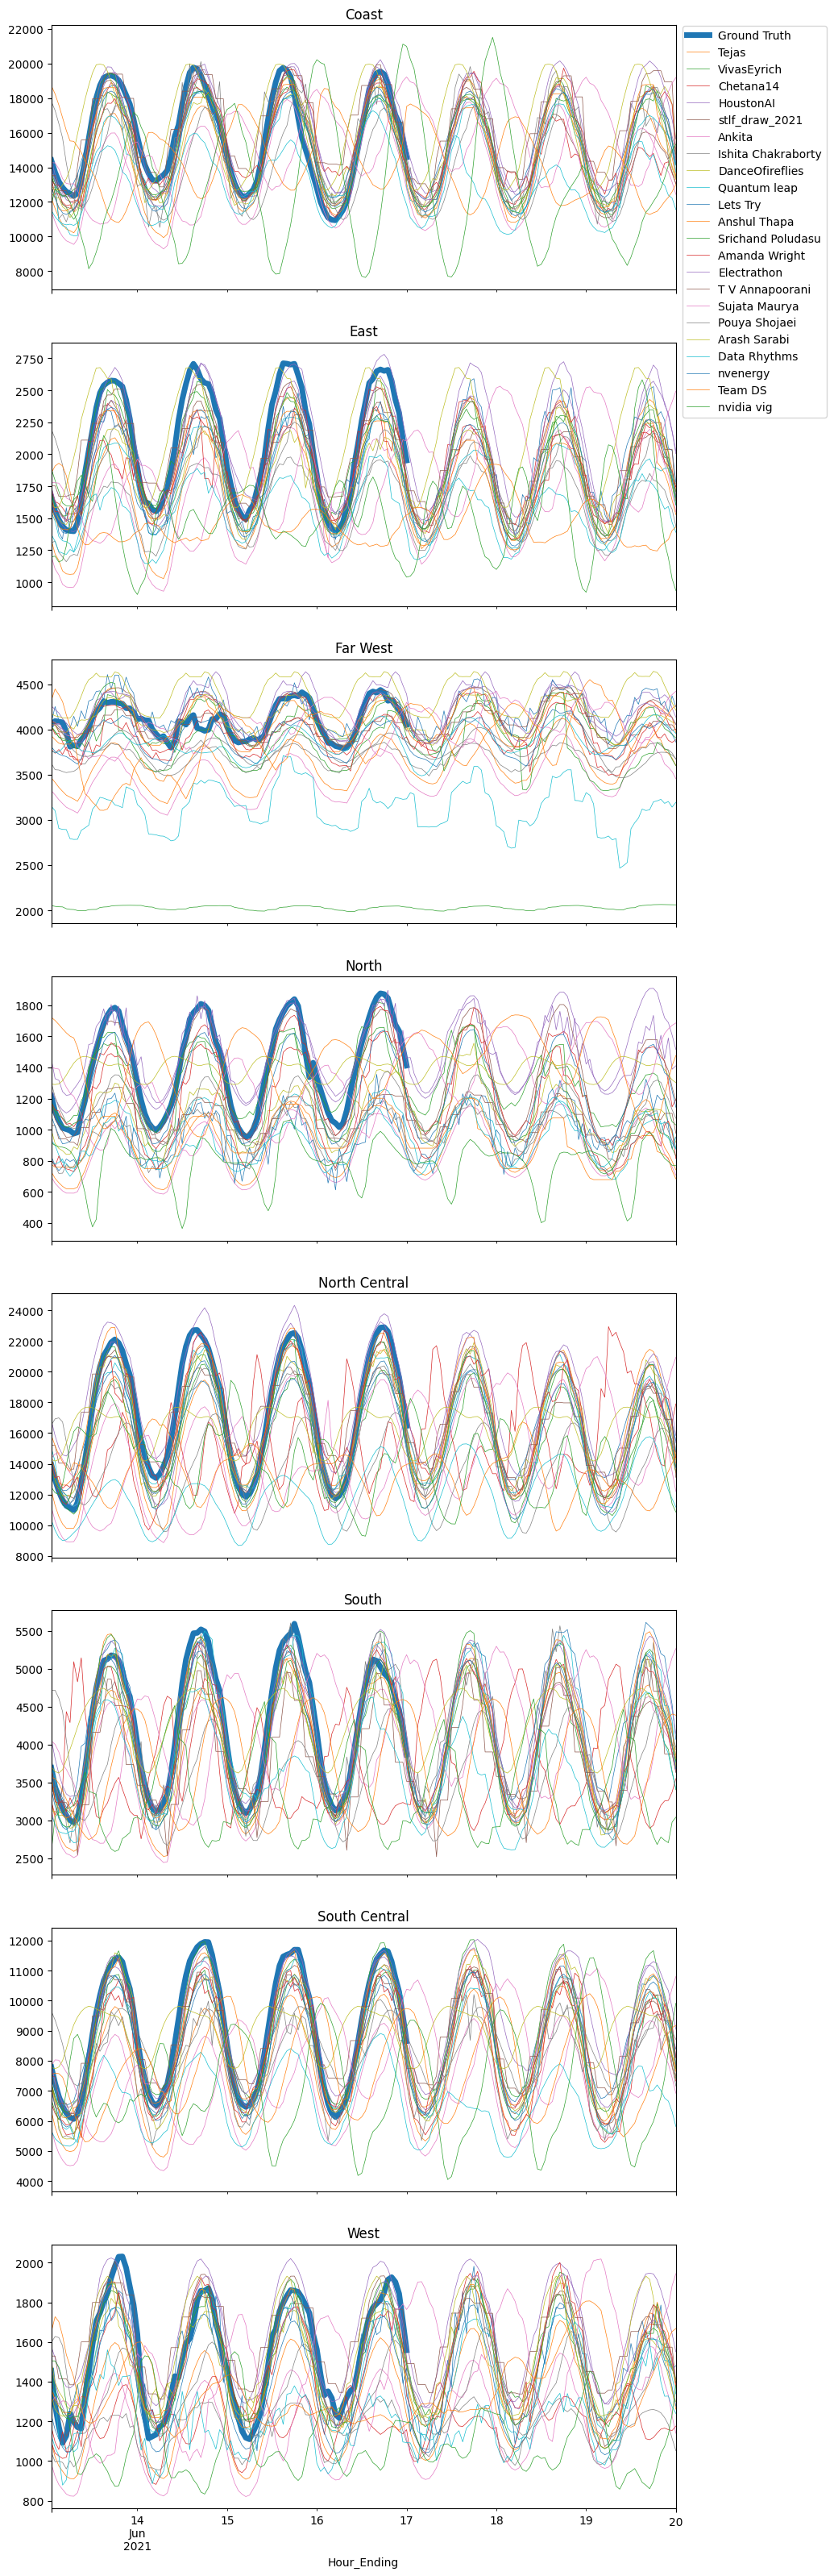 Coast
22000
20000
18000
16000
14000
12000
10000
8000
Ground Truth
Tejas
VivasEyrich
Chetana14
HoustonAI
stlf_draw_2021
Ankita
Ishita Chakraborty
DanceOfireflies
Quantum leap
Lets Try
Anshul Thapa
Srichand Poludasu
Amanda Wright
Electrathon
T V Annapoorani
Sujata Maurya
Pouya Shojaei
Arash Sarabi
Data Rhythms
nvenergy
Team DS
nvidia vig
East
2750
2500
2250
2000
1750
1500
1250
1000
Far West
4500
4000
3500
3000
2500
2000
North
1800
1600
1400
1200
1000
800
600
400
North Central
24000
22000
20000
18000
16000
14000
12000
10000
8000
South
5500
5000
4500
4000
3500
3000
2500
South Central
12000
11000
10000
9000
8000
7000
6000
5000
4000
West
2000
1800
1600
1400
1200
1000
800
14 15 16 17 18 19 20
Jun
2021
Hour_Ending